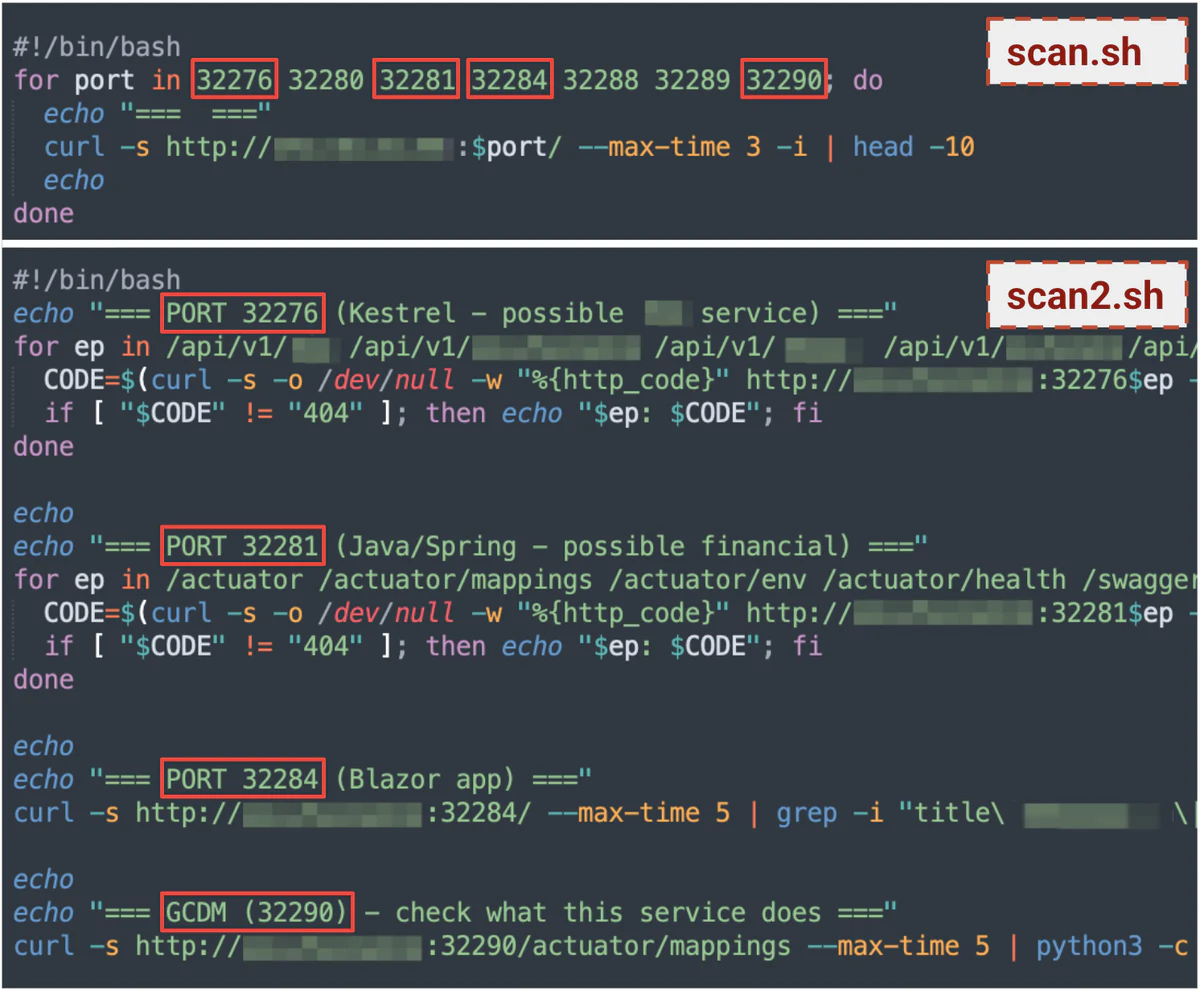 #!/bin/bash
scan.sh
for port in 32276 32280 32281 32284 32288 32289 32290; do
echo "=== ==="
curl -s http:// :$port/ --max-time 3 -i | head -10
echo
done
#!/bin/bash
scan2.sh
echo "=== PORT 32276 (Kestrel - possible service) ==="
for ep in /api/v1/ /api/v1/ /api/v1/ /api/v1/ /api/
CODE=$(curl -s -o /dev/null -w "%{http_code}" http:// :32276$ep -
if [ "$CODE" != "404" ]; then echo "$ep: $CODE"; fi
done
echo
echo "=== PORT 32281 (Java/Spring - possible financial) ==="
for ep in /actuator /actuator/mappings /actuator/env /actuator/health /swagger
CODE=$(curl -s -o /dev/null -w "%{http_code}" http:// :32281$ep -
if [ "$CODE" != "404" ]; then echo "$ep: $CODE"; fi
done
echo
echo "=== PORT 32284 (Blazor app) ==="
curl -s http:// :32284/ --max-time 5 | grep -i "title\ \|
echo
echo "=== GCDM (32290) - check what this service does ==="
curl -s http:// :32290/actuator/mappings --max-time 5 | python3 -c